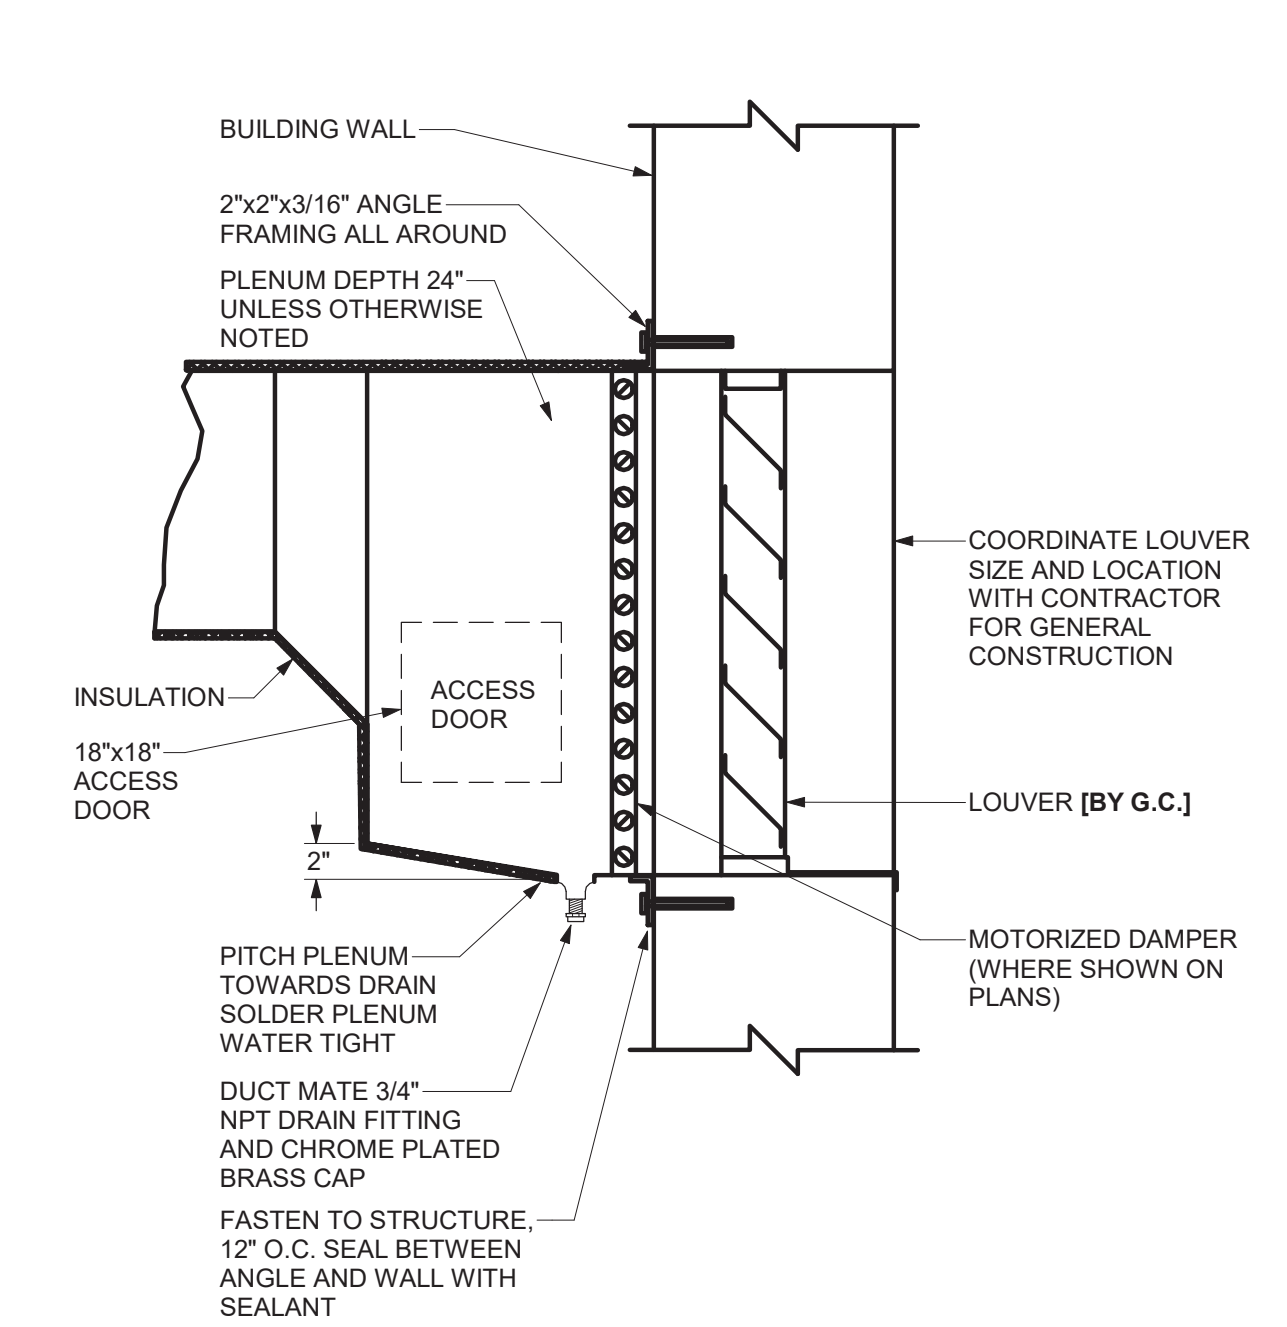 BUILDING WALL
2"x2"x3/16" ANGLE
FRAMING ALL AROUND
PLENUM DEPTH 24"
UNLESS OTHERWISE
NOTED
COORDINATE LOUVER
SIZE AND LOCATION
WITH CONTRACTOR
FOR GENERAL
CONSTRUCTION
INSULATION
ACCESS
DOOR
18"x18"
ACCESS
DOOR
LOUVER [BY G.C.]
2"
MOTORIZED DAMPER
(WHERE SHOWN ON
PLANS)
PITCH PLENUM
TOWARDS DRAIN
SOLDER PLENUM
WATER TIGHT
DUCT MATE 3/4"
NPT DRAIN FITTING
AND CHROME PLATED
BRASS CAP
FASTEN TO STRUCTURE,
12" O.C. SEAL BETWEEN
ANGLE AND WALL WITH
SEALANT